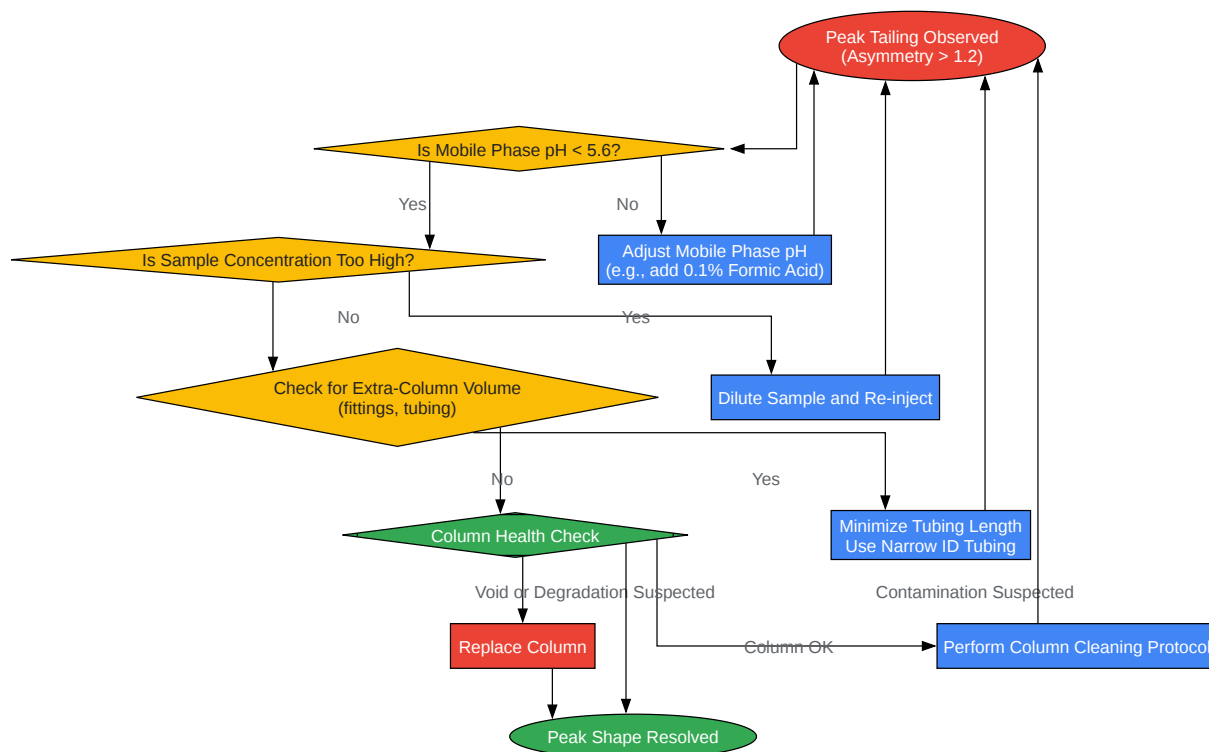 Peak Tailing Observed
(Asymmetry > 1.2)
Is Mobile Phase pH < 5.6?
Yes
No
Adjust Mobile Phase pH
(e.g., add 0.1% Formic Acid)
Is Sample Concentration Too High?
No
Yes
Check for Extra-Column Volume
(fittings, tubing)
Dilute Sample and Re-inject
No
Yes
Minimize Tubing Length
Use Narrow ID Tubing
Column Health Check
Void or Degradation Suspected
Contamination Suspected
Replace Column
Column OK
Perform Column Cleaning Protocol
Peak Shape Resolved